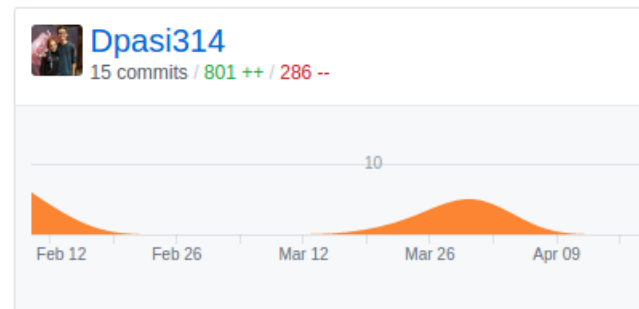 Dpasi314
15 commits / 801 ++ / 286 --
10
Feb 12 Feb 26 Mar 12 Mar 26 Apr 09